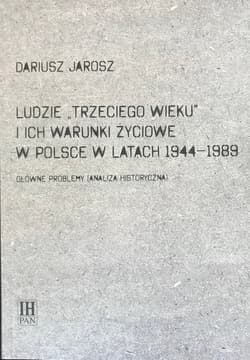 DARIUSZ JAROSZ
LUDZIE „TRZECIEGO WIEKU"
I ICH WARUNKI ŻYCIOWE
W POLSCE W LATACH 1944–1989
GŁÓWNE PROBLEMY (ANALIZA HISTORYCZNA)
IH
PAN